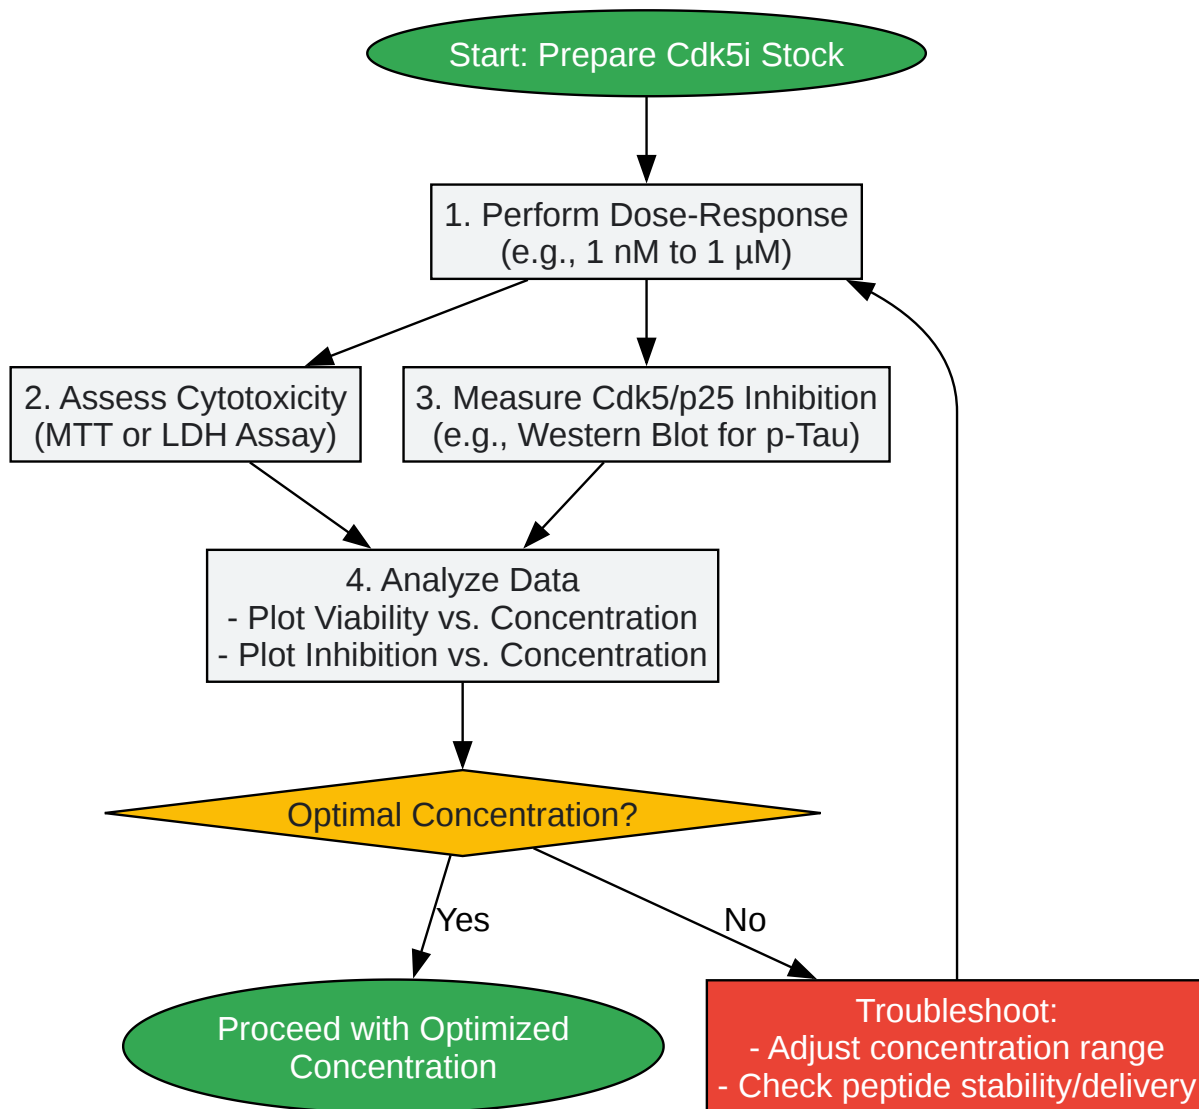 Start: Prepare Cdk5i Stock
1. Perform Dose-Response
(e.g., 1 nM to 1 µM)
2. Assess Cytotoxicity
(MTT or LDH Assay)
3. Measure Cdk5/p25 Inhibition
(e.g., Western Blot for p-Tau)
4. Analyze Data
- Plot Viability vs. Concentration
- Plot Inhibition vs. Concentration
Optimal Concentration?
Yes
No
Proceed with Optimized
Concentration
Troubleshoot:
- Adjust concentration range
- Check peptide stability/delivery